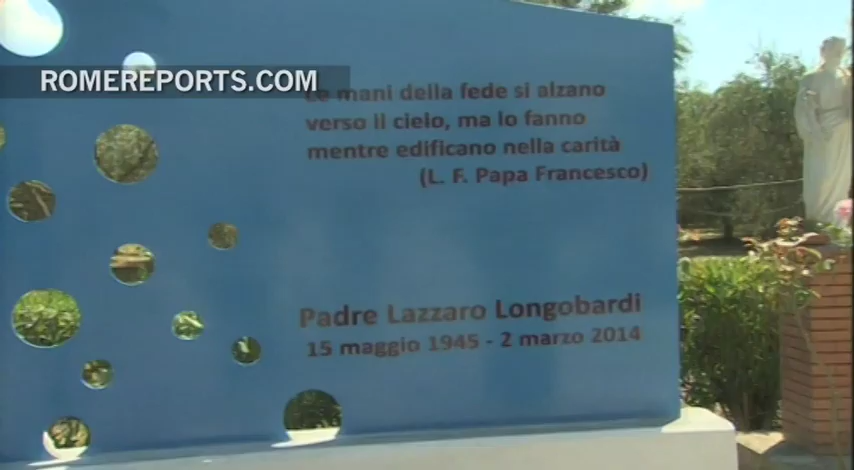 ROMEREPORTS.COM
Le mani della fede si alzano
verso il cielo, ma lo fanno
mentre edificano nella carità
(L. F. Papa Francesco)
Padre Lazzaro Longobardi
15 maggio 1945 - 2 marzo 2014